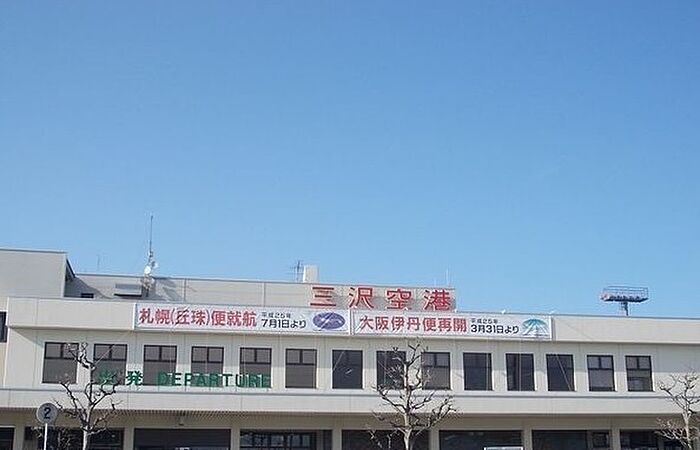 三沢空港
札幌(丘珠)便就航 平成25年 7月1日より
大阪伊丹便再開 平成25年 3月31日より
出発 DEPARTURE
2